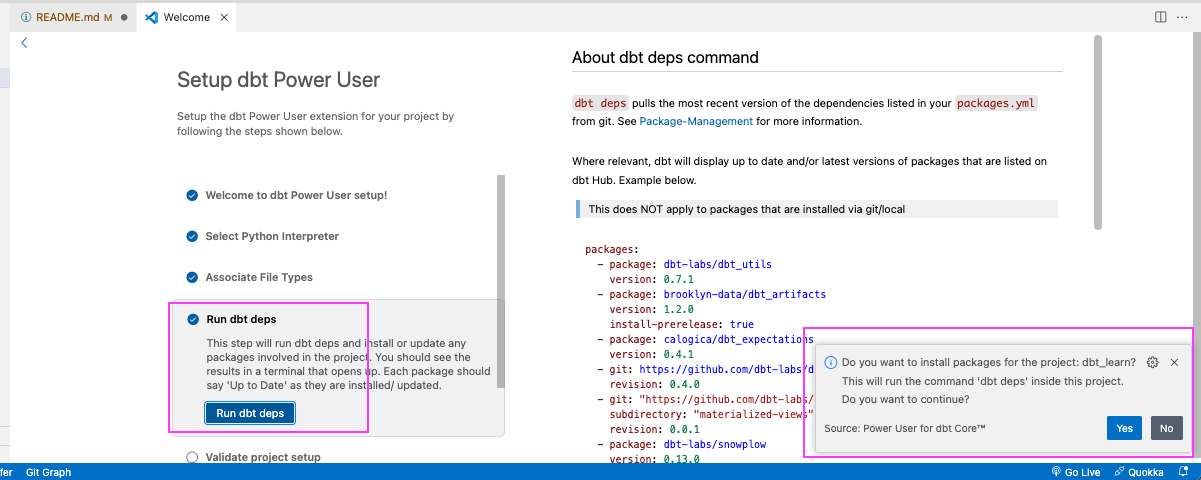 README.md M
Welcome
Setup dbt Power User
Setup the dbt Power User extension for your project by
following the steps shown below.
Welcome to dbt Power User setup!
Select Python Interpreter
Associate File Types
Run dbt deps
This step will run dbt deps and install or update any
packages involved in the project. You should see the
results in a terminal that opens up. Each package should
say 'Up to Date' as they are installed/ updated.
Run dbt deps
Validate project setup
About dbt deps command
dbt deps pulls the most recent version of the dependencies listed in your packages.yml
from git. See Package-Management for more information.
Where relevant, dbt will display up to date and/or latest versions of packages that are listed on
dbt Hub. Example below.
This does NOT apply to packages that are installed via git/local
packages:
- package: dbt-labs/dbt_utils
version: 0.7.1
- package: brooklyn-data/dbt_artifacts
version: 1.2.0
install-prerelease: true
- package: calogica/dbt_expectations
version: 0.4.1
- git: https://github.com/dbt-labs/d
revision: 0.4.0
- git: "https://github.com/dbt-labs/
subdirectory: "materialized-views"
revision: 0.0.1
- package: dbt-labs/snowplow
version: 0.13.0
Do you want to install packages for the project: dbt_learn?
This will run the command 'dbt deps' inside this project.
Do you want to continue?
Source: Power User for dbt Core™
Yes
No
fer
Git Graph
Go Live
Quokka